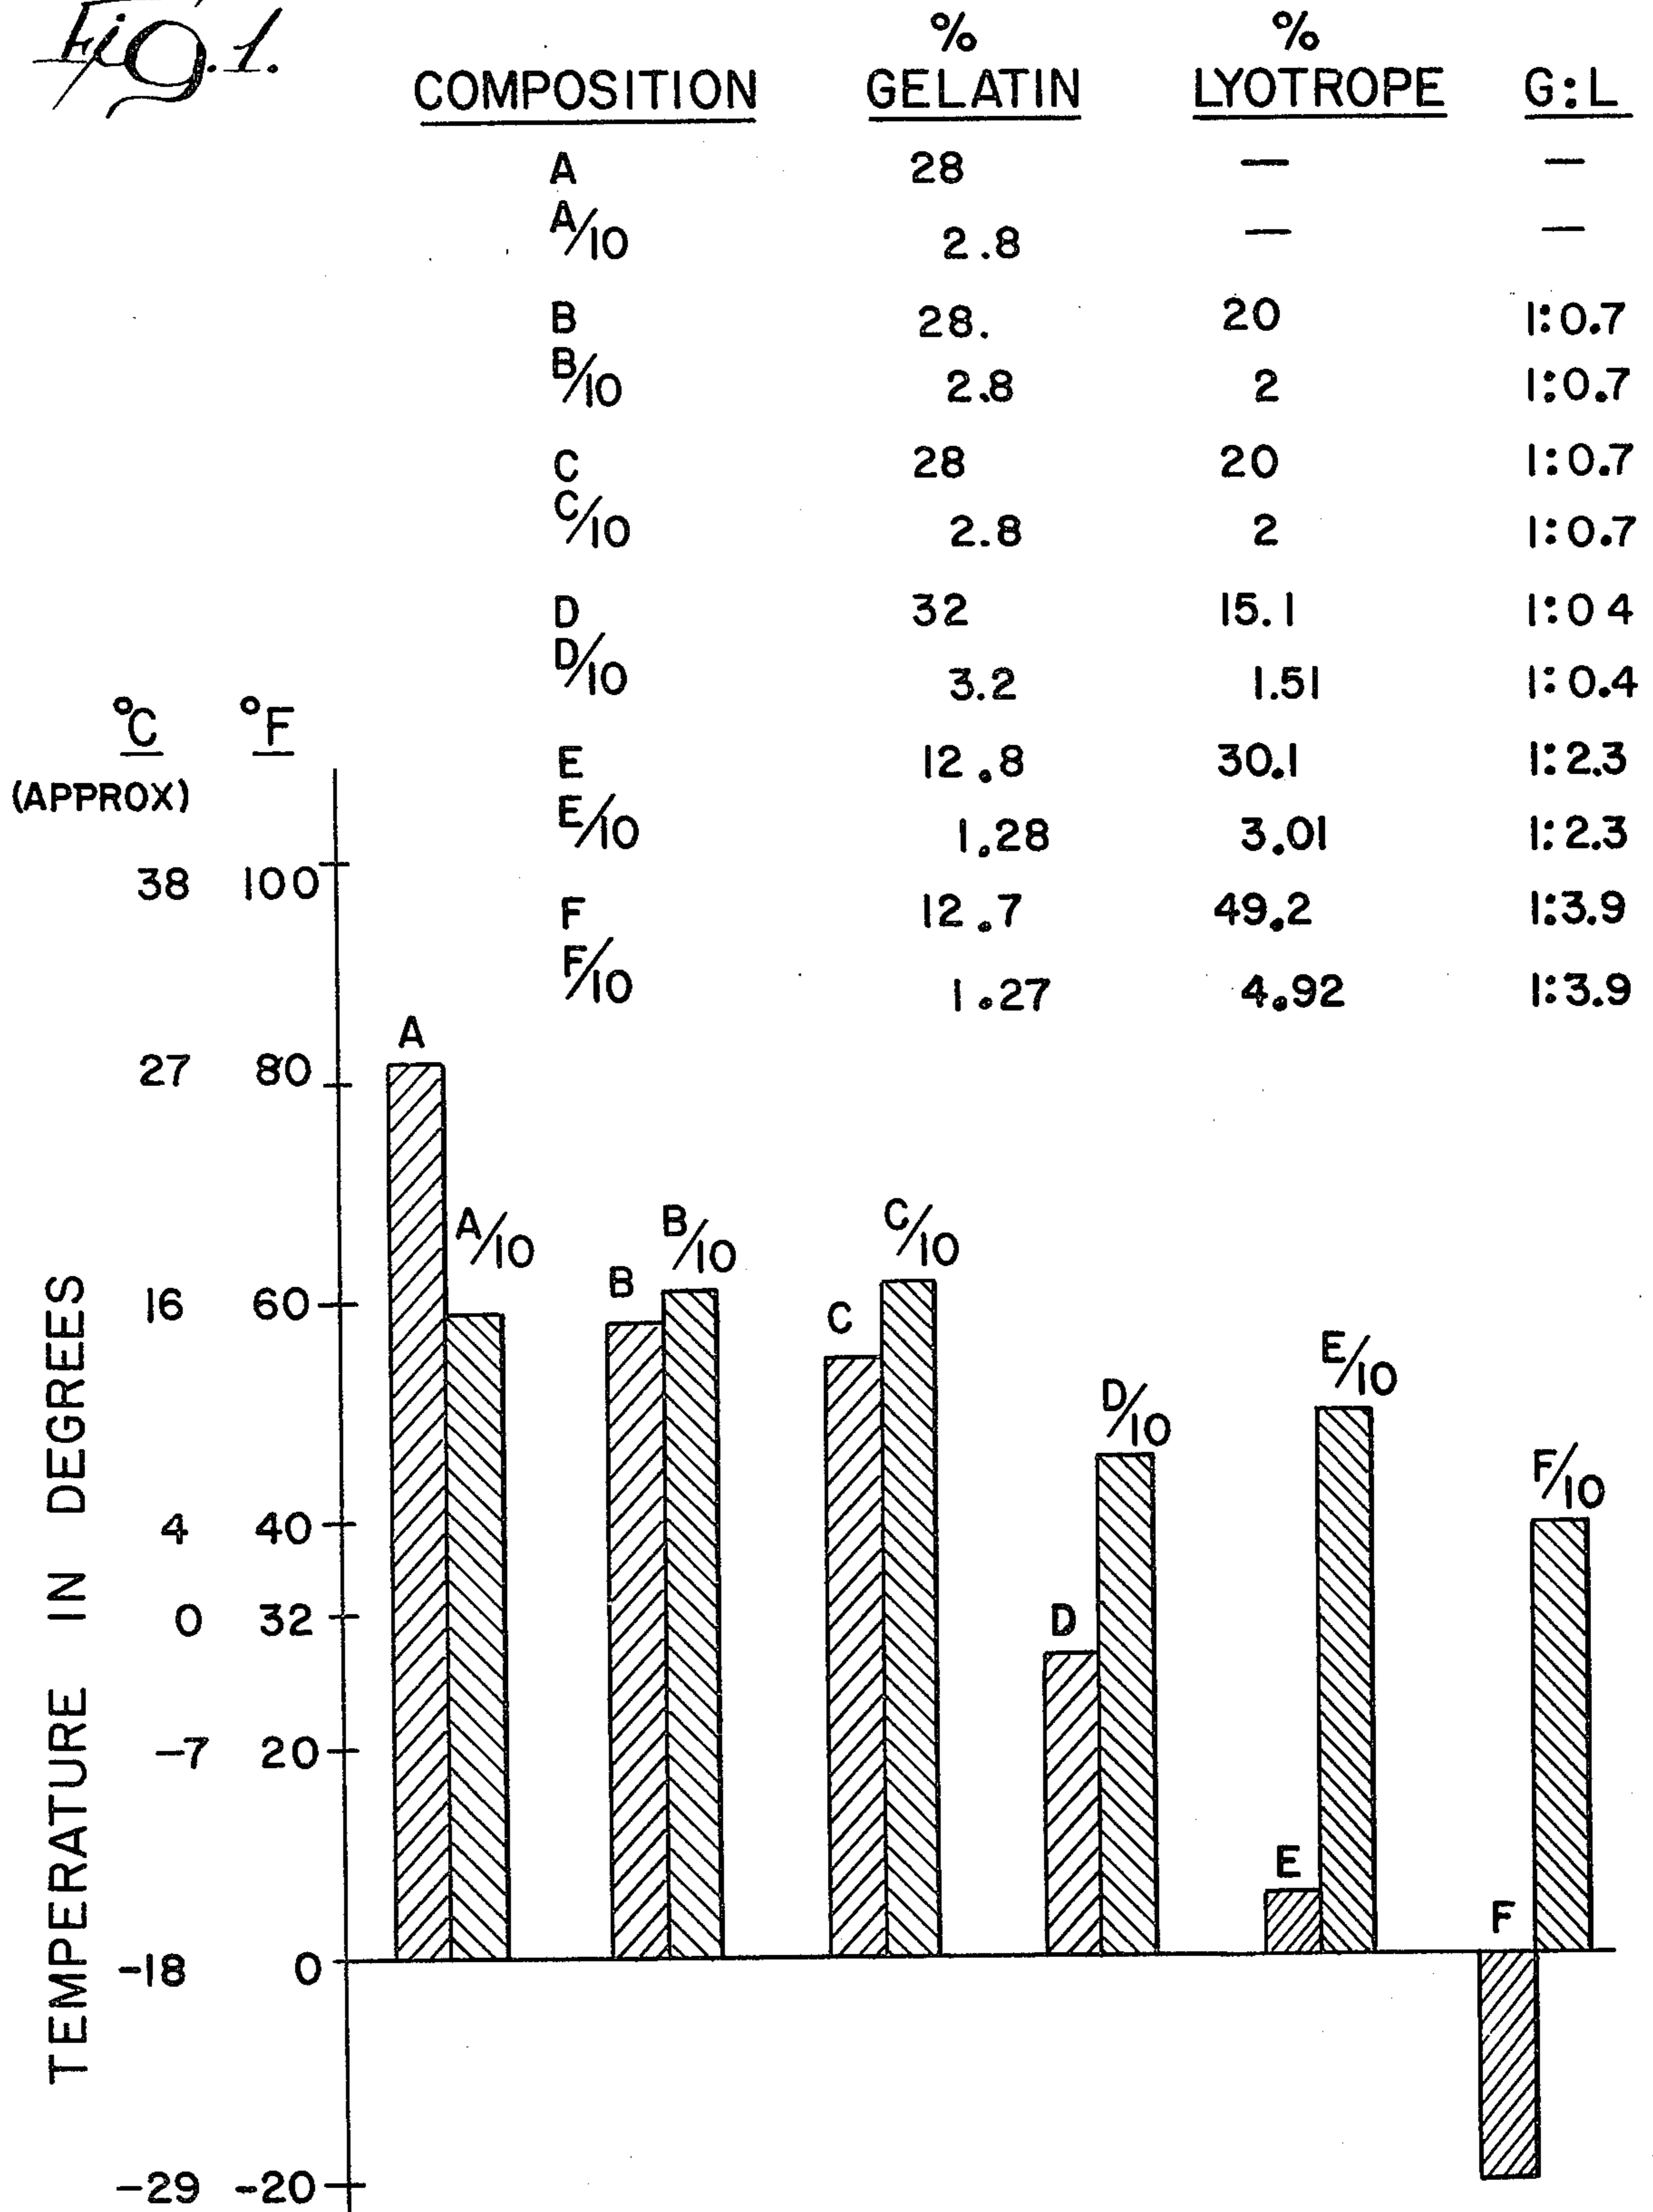 Fig.1.
% %
COMPOSITION GELATIN LYOTROPE G:L
A 28 — —
A/10 2.8 — —
B 28. 20 1:0.7
B/10 2.8 2 1:0.7
C 28 20 1:0.7
C/10 2.8 2 1:0.7
D 32 15.1 1:0 4
D/10 3.2 1.51 1:0.4
E 12.8 30.1 1:2.3
E/10 1.28 3.01 1:2.3
F 12.7 49.2 1:3.9
F/10 1.27 4.92 1:3.9
°C °F
(APPROX)
38 100
27 80
16 60
4 40
0 32
-7 20
-18 0
-29 -20
TEMPERATURE IN DEGREES
A
A/10
B
B/10
C
C/10
D
D/10
E
E/10
F
F/10